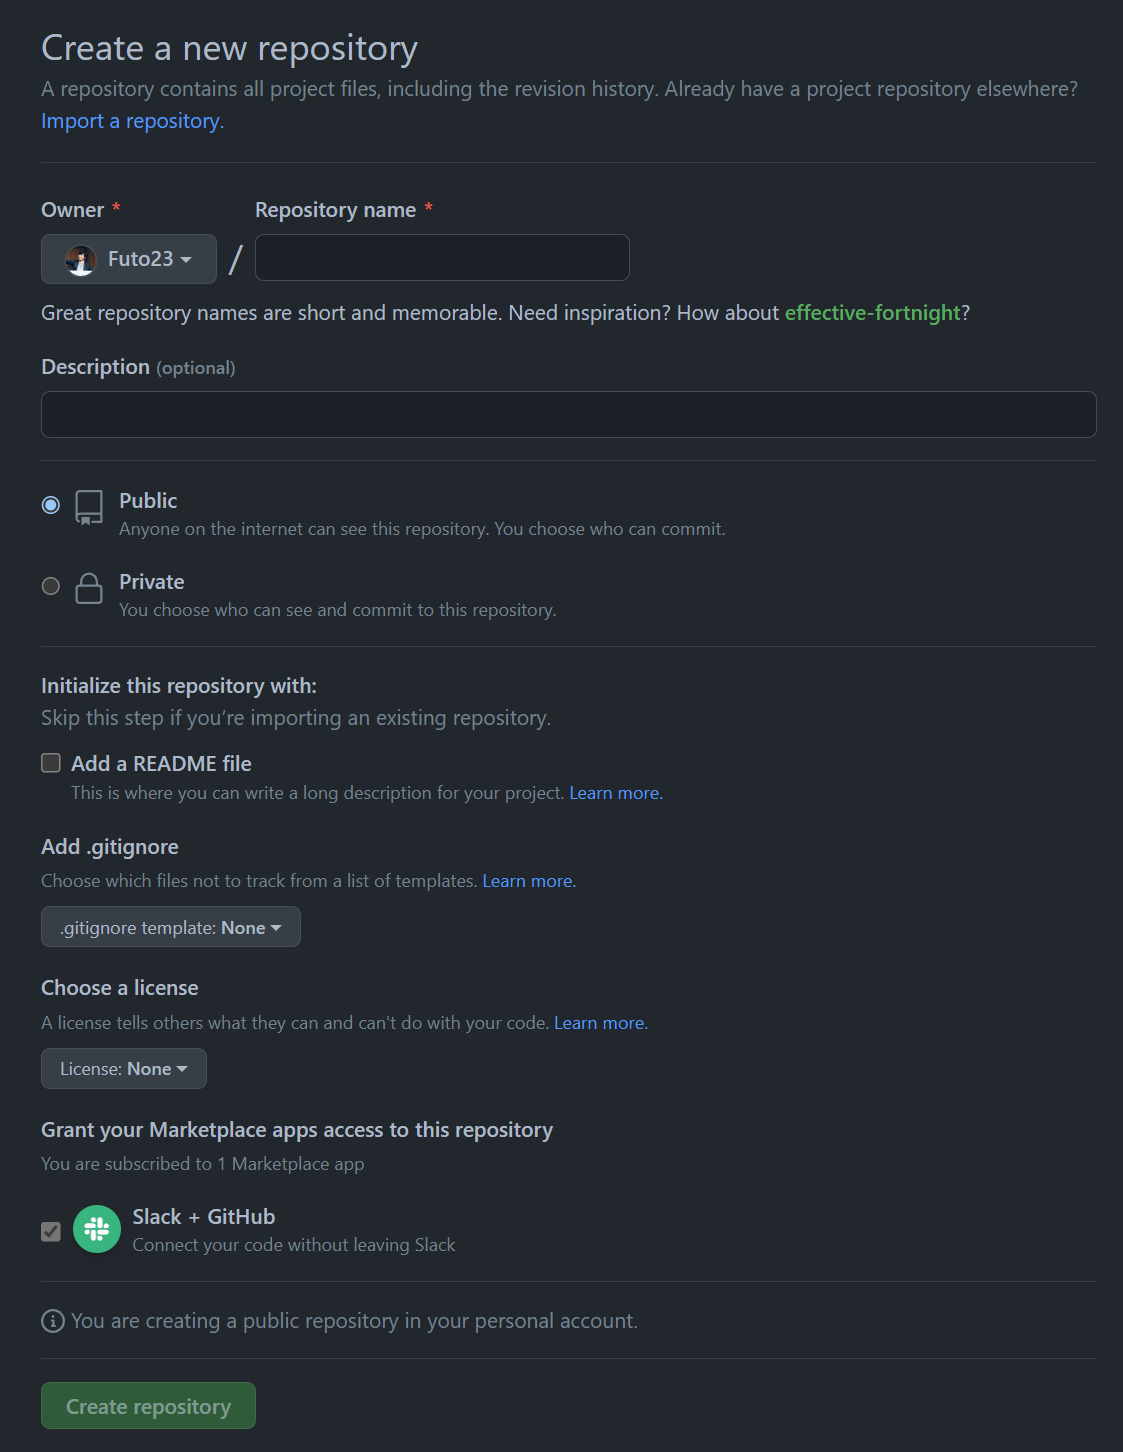 Create a new repository
A repository contains all project files, including the revision history. Already have a project repository elsewhere?
Import a repository.
Owner * Repository name *
Futo23 /
Great repository names are short and memorable. Need inspiration? How about effective-fortnight?
Description (optional)
Public
Anyone on the internet can see this repository. You choose who can commit.
Private
You choose who can see and commit to this repository.
Initialize this repository with:
Skip this step if you’re importing an existing repository.
Add a README file
This is where you can write a long description for your project. Learn more.
Add .gitignore
Choose which files not to track from a list of templates. Learn more.
.gitignore template: None
Choose a license
A license tells others what they can and can't do with your code. Learn more.
License: None
Grant your Marketplace apps access to this repository
You are subscribed to 1 Marketplace app
Slack + GitHub
Connect your code without leaving Slack
You are creating a public repository in your personal account.
Create repository